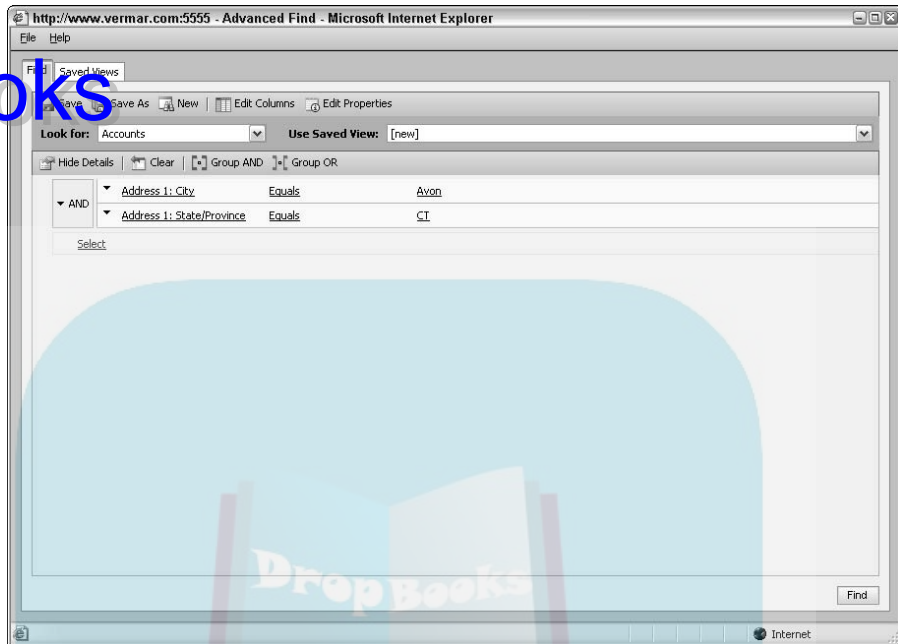 http://www.vermar.com:5555 - Advanced Find - Microsoft Internet Explorer
File Help
Find Saved Views
oks
Save Save As New Edit Columns Edit Properties
Look for: Accounts Use Saved View: [new]
Hide Details Clear Group AND Group OR
AND
Address 1: City Equals Avon
Address 1: State/Province Equals CT
Select
DropBooks
Find
Internet